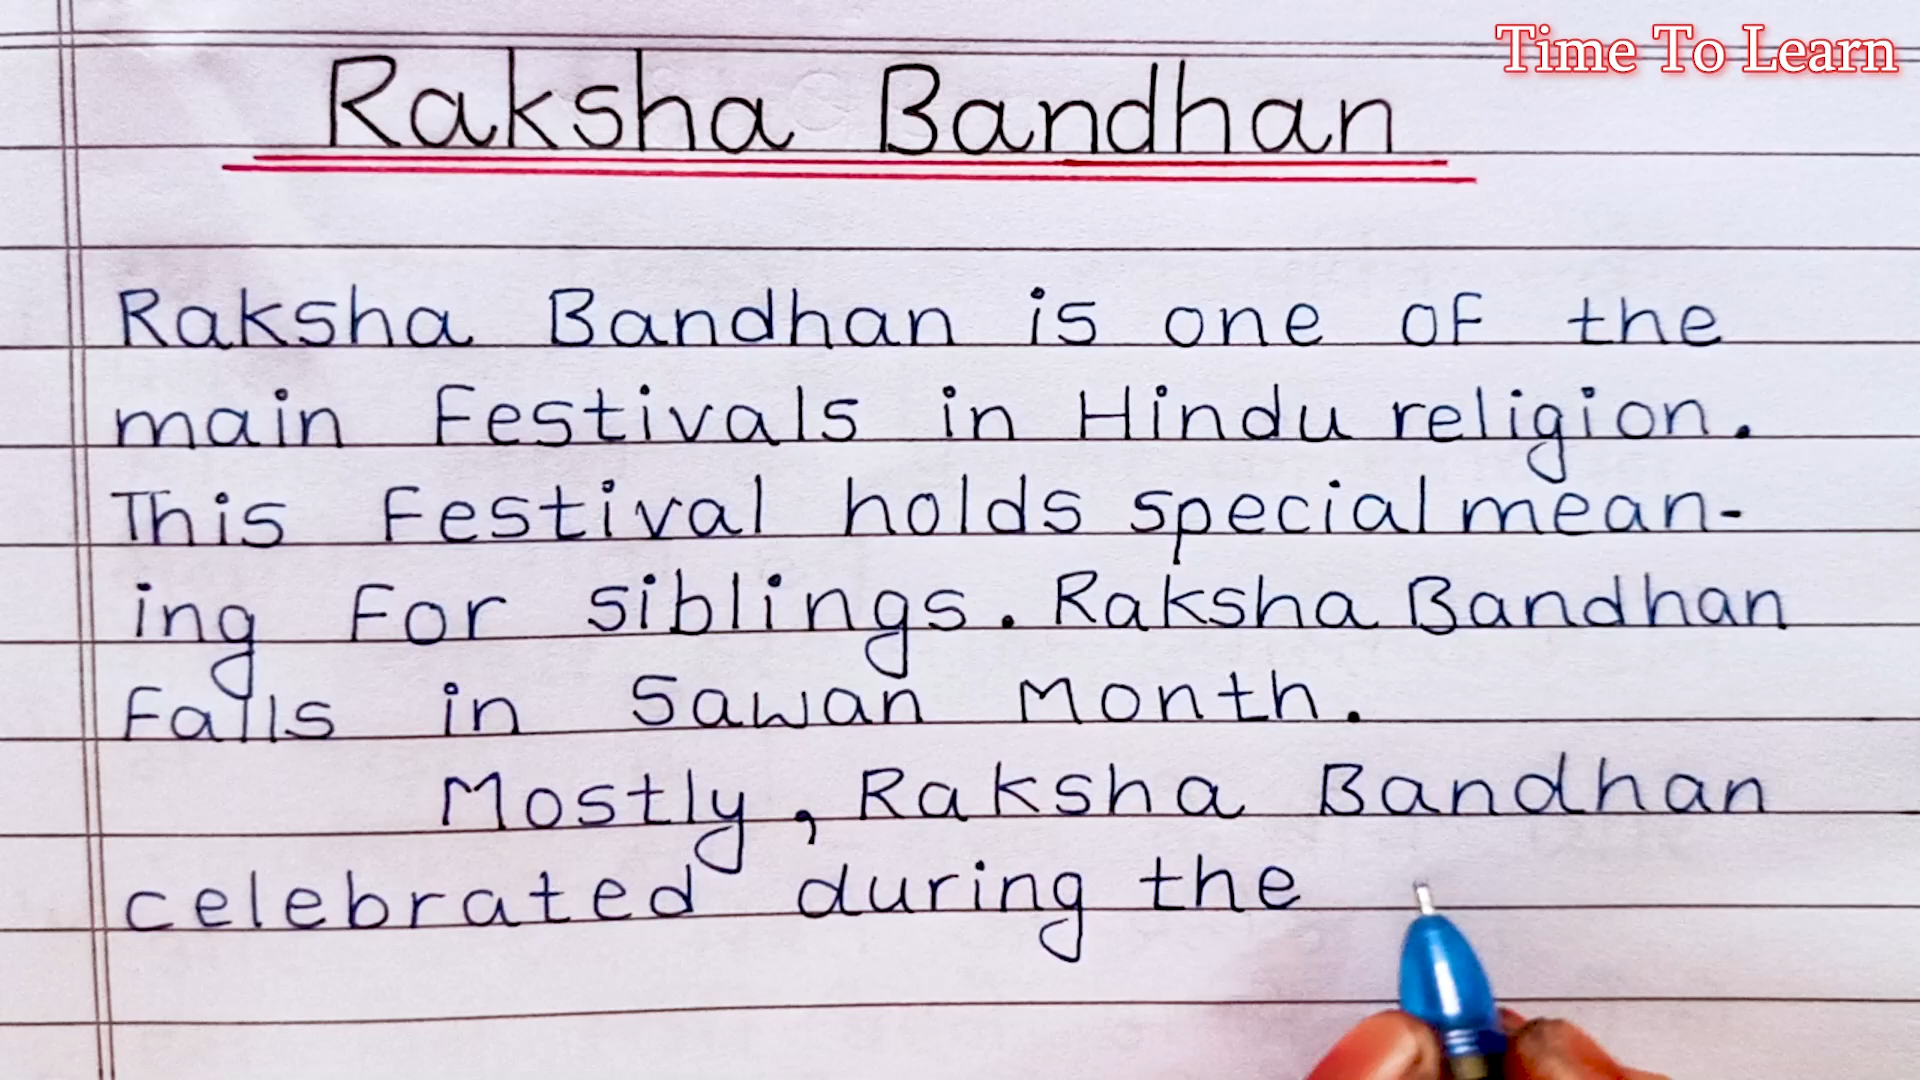 Time To Learn
Raksha Bandhan
Raksha Bandhan is one of the
main Festivals in Hindu religion.
This Festival holds special mean-
ing For siblings. Raksha Bandhan
Falls in Sawan Month.
Mostly, Raksha Bandhan
celebrated during the